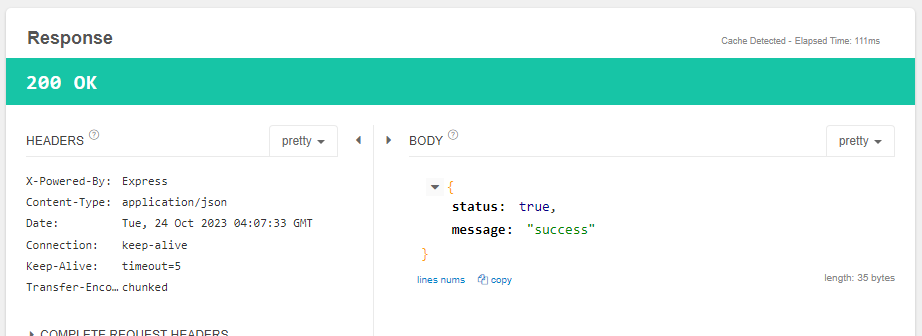 Response
Cache Detected - Elapsed Time: 111ms
200 OK
HEADERS ?
pretty
X-Powered-By: Express
Content-Type: application/json
Date: Tue, 24 Oct 2023 04:07:33 GMT
Connection: keep-alive
Keep-Alive: timeout=5
Transfer-Enco… chunked
COMPLETE REQUEST HEADERS
BODY ?
pretty
{
status: true,
message: "success"
}
lines nums copy
length: 35 bytes